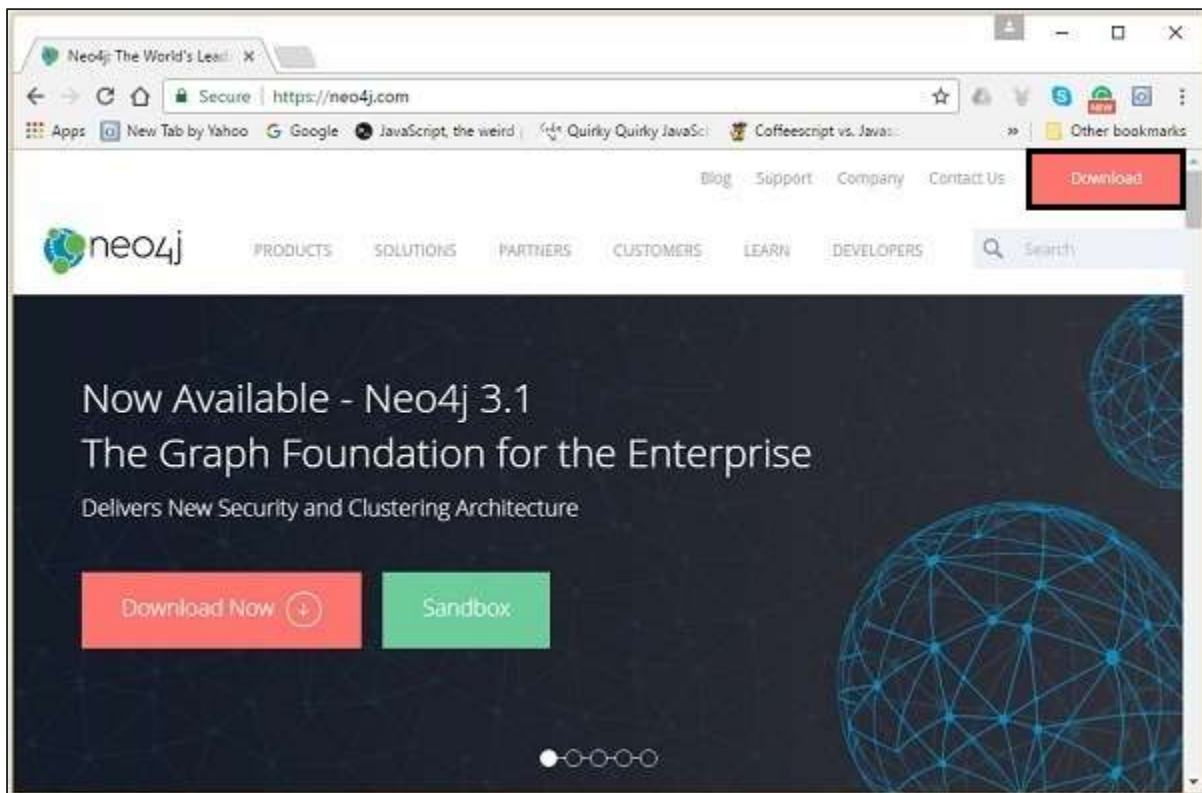 Neo4j: The World's Lead
Secure | https://neo4j.com
NEW
Apps New Tab by Yahoo Google JavaScript, the weird Quirky Quirky JavaSc Coffeescript vs. Javas » Other bookmarks
Blog Support Company Contact Us Download
neo4j PRODUCTS SOLUTIONS PARTNERS CUSTOMERS LEARN DEVELOPERS Search
Now Available - Neo4j 3.1
The Graph Foundation for the Enterprise
Delivers New Security and Clustering Architecture
Download Now Sandbox